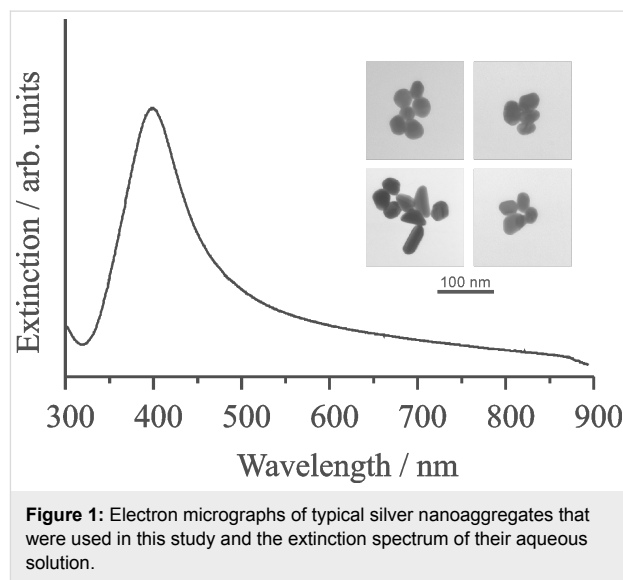 Extinction / arb. units
100 nm
300 400 500 600 700 800 900
Wavelength / nm
Figure 1: Electron micrographs of typical silver nanoaggregates that
were used in this study and the extinction spectrum of their aqueous
solution.